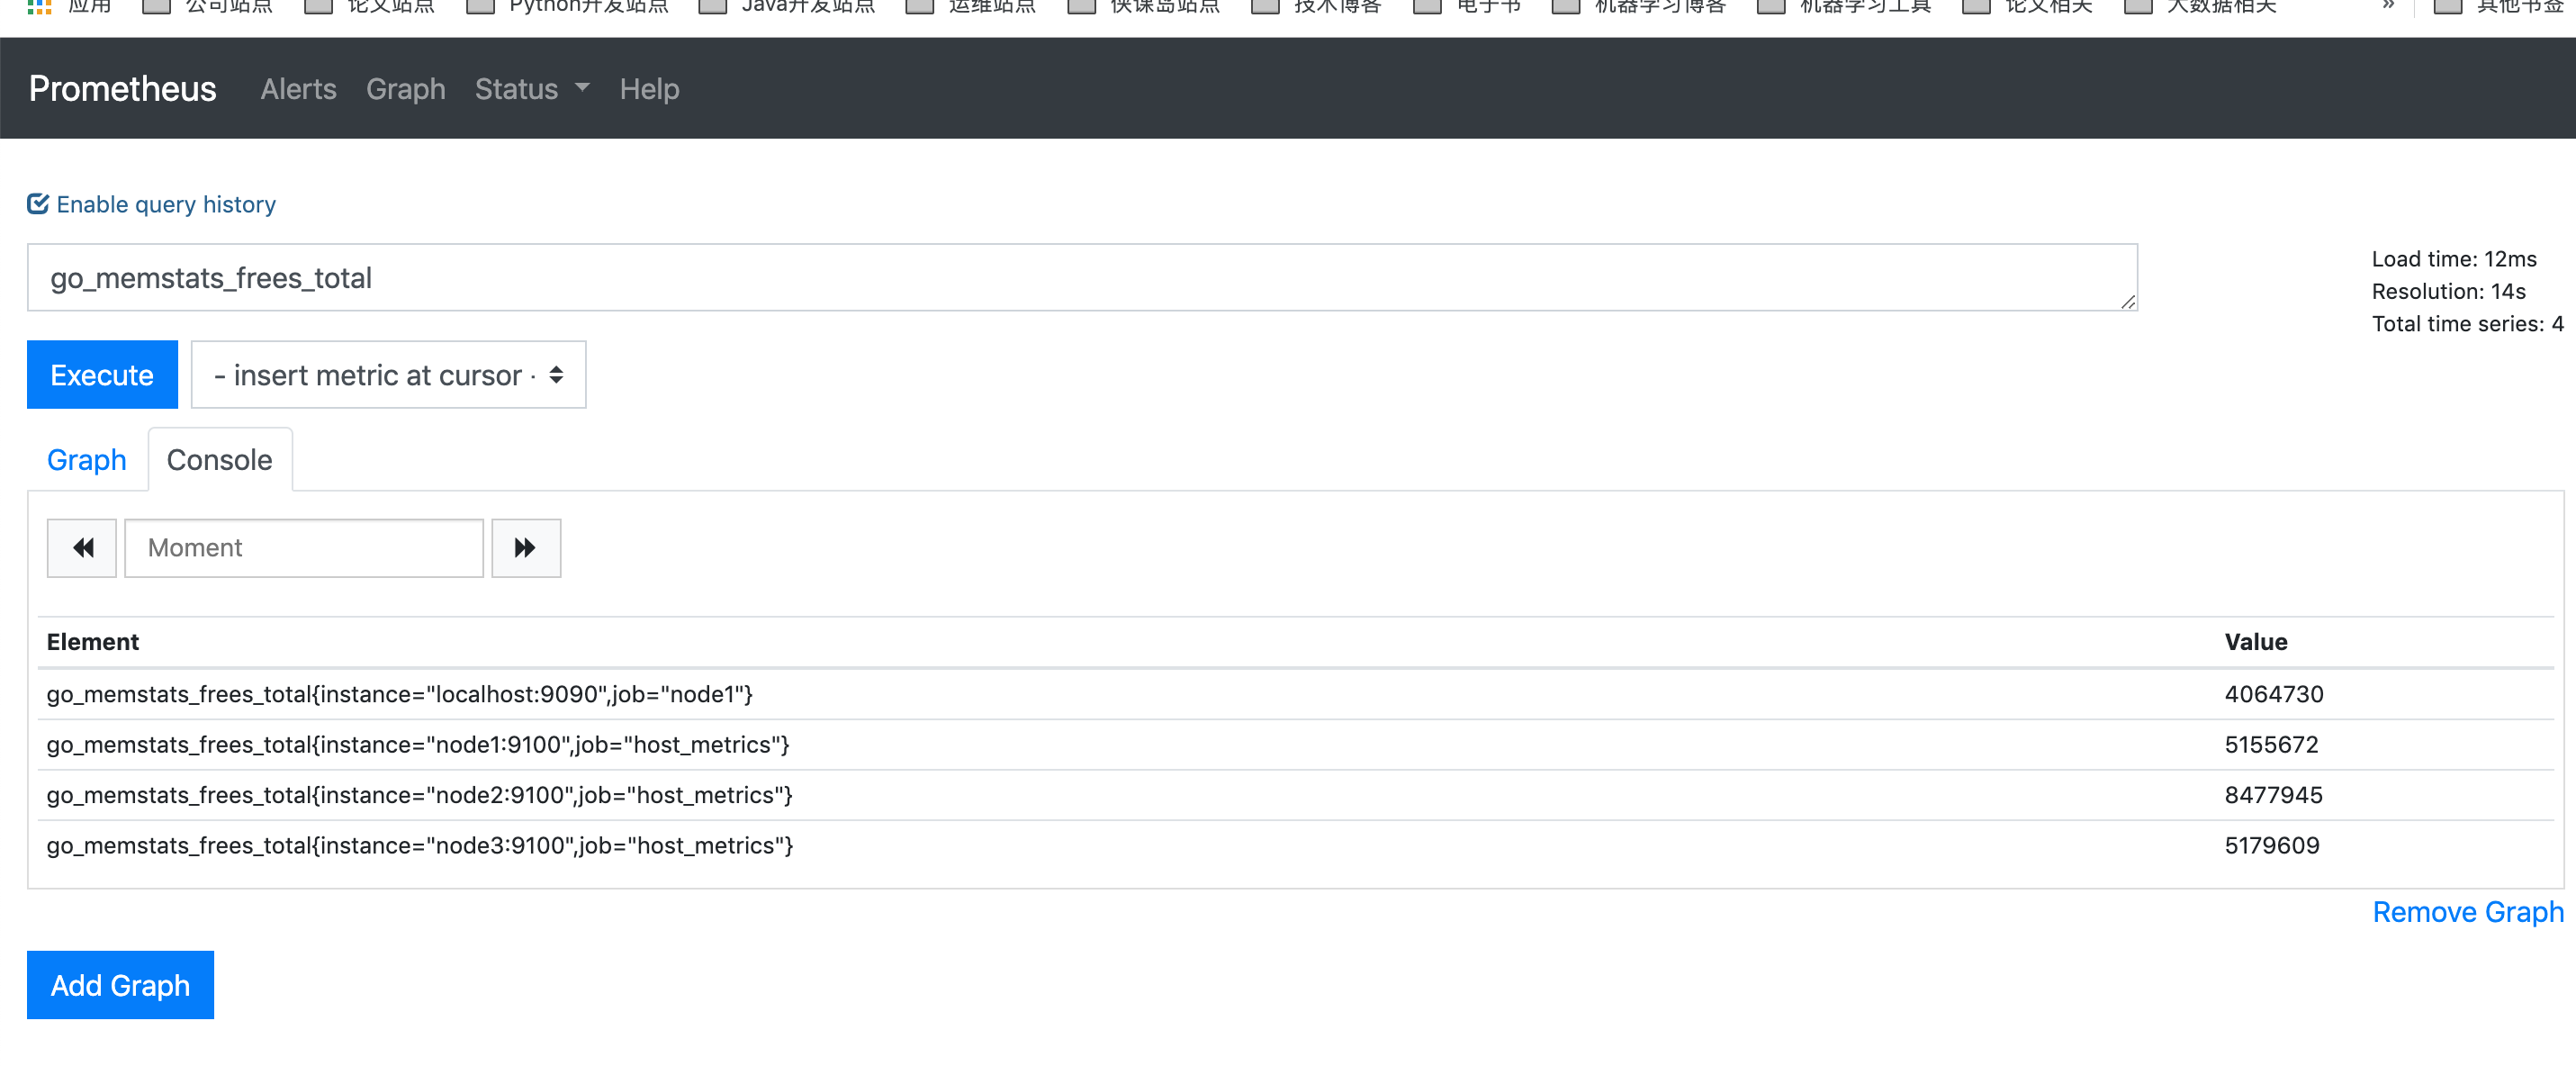 应用 公司站点 论文站点 Python开发站点 Java开发站点 运维站点 侠课岛站点 技术博客 电子书 机器学习博客 机器学习工具 论文相关 大数据相关 » 其他书签
Prometheus Alerts Graph Status Help
Enable query history
go_memstats_frees_total
Load time: 12ms
Resolution: 14s
Total time series: 4
Execute - insert metric at cursor ·
Graph Console
Moment
Element Value
go_memstats_frees_total{instance="localhost:9090",job="node1"} 4064730
go_memstats_frees_total{instance="node1:9100",job="host_metrics"} 5155672
go_memstats_frees_total{instance="node2:9100",job="host_metrics"} 8477945
go_memstats_frees_total{instance="node3:9100",job="host_metrics"} 5179609
Remove Graph
Add Graph